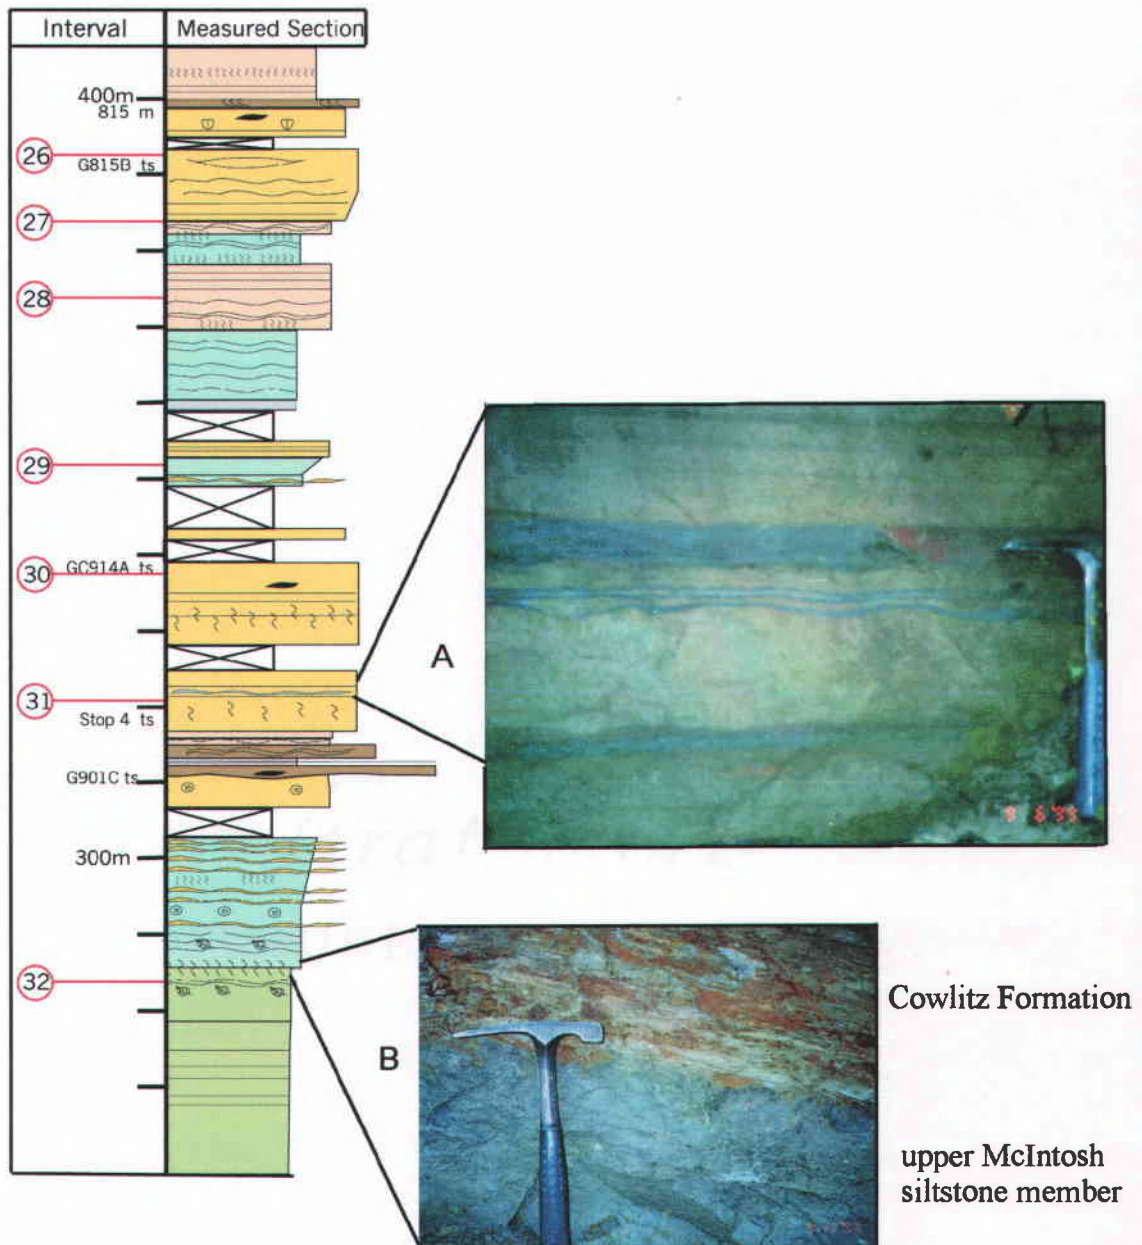 Interval Measured Section
400m
815 m
26
G815B ts
27
28
29
30
GC914A ts
31
Stop 4 ts
G901C ts
300m
32
A
B
Cowlitz Formation
upper McIntosh
siltstone member